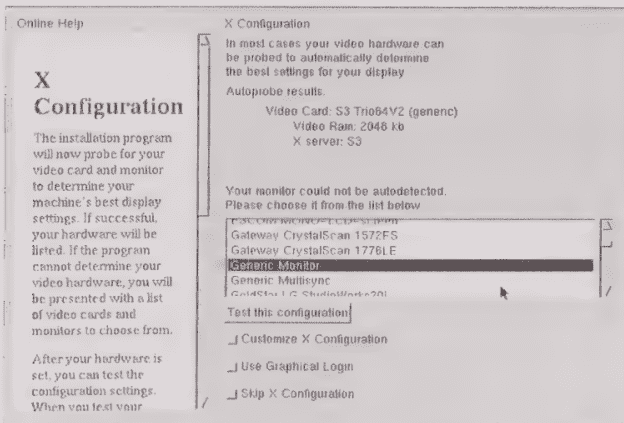 Online Help
X
Configuration
The installation program
will now probe for your
video card and monitor
to determine your
machine's best display
settings. If successful,
your hardware will be
listed. If the program
cannot determine your
video hardware, you will
be presented with a list
of video cards and
monitors to choose from.
After your hardware is
set, you can test the
configuration settings.
When you test your
X Configuration
In most cases your video hardware can
be probed to automatically determine
the best settings for your display
Autoprobe results.
Video Card: S3 Trio64V2 (generic)
Video Ram: 2048 kb
X server: S3
Your monitor could not be autodetected.
Please choose it from the list below
Gateway CrystalScan 1572FS
Gateway CrystalScan 1776LE
Generic Monitor
Generic Multisync
Test this configuration
Customize X Configuration
Use Graphical Login
Skip X Configuration